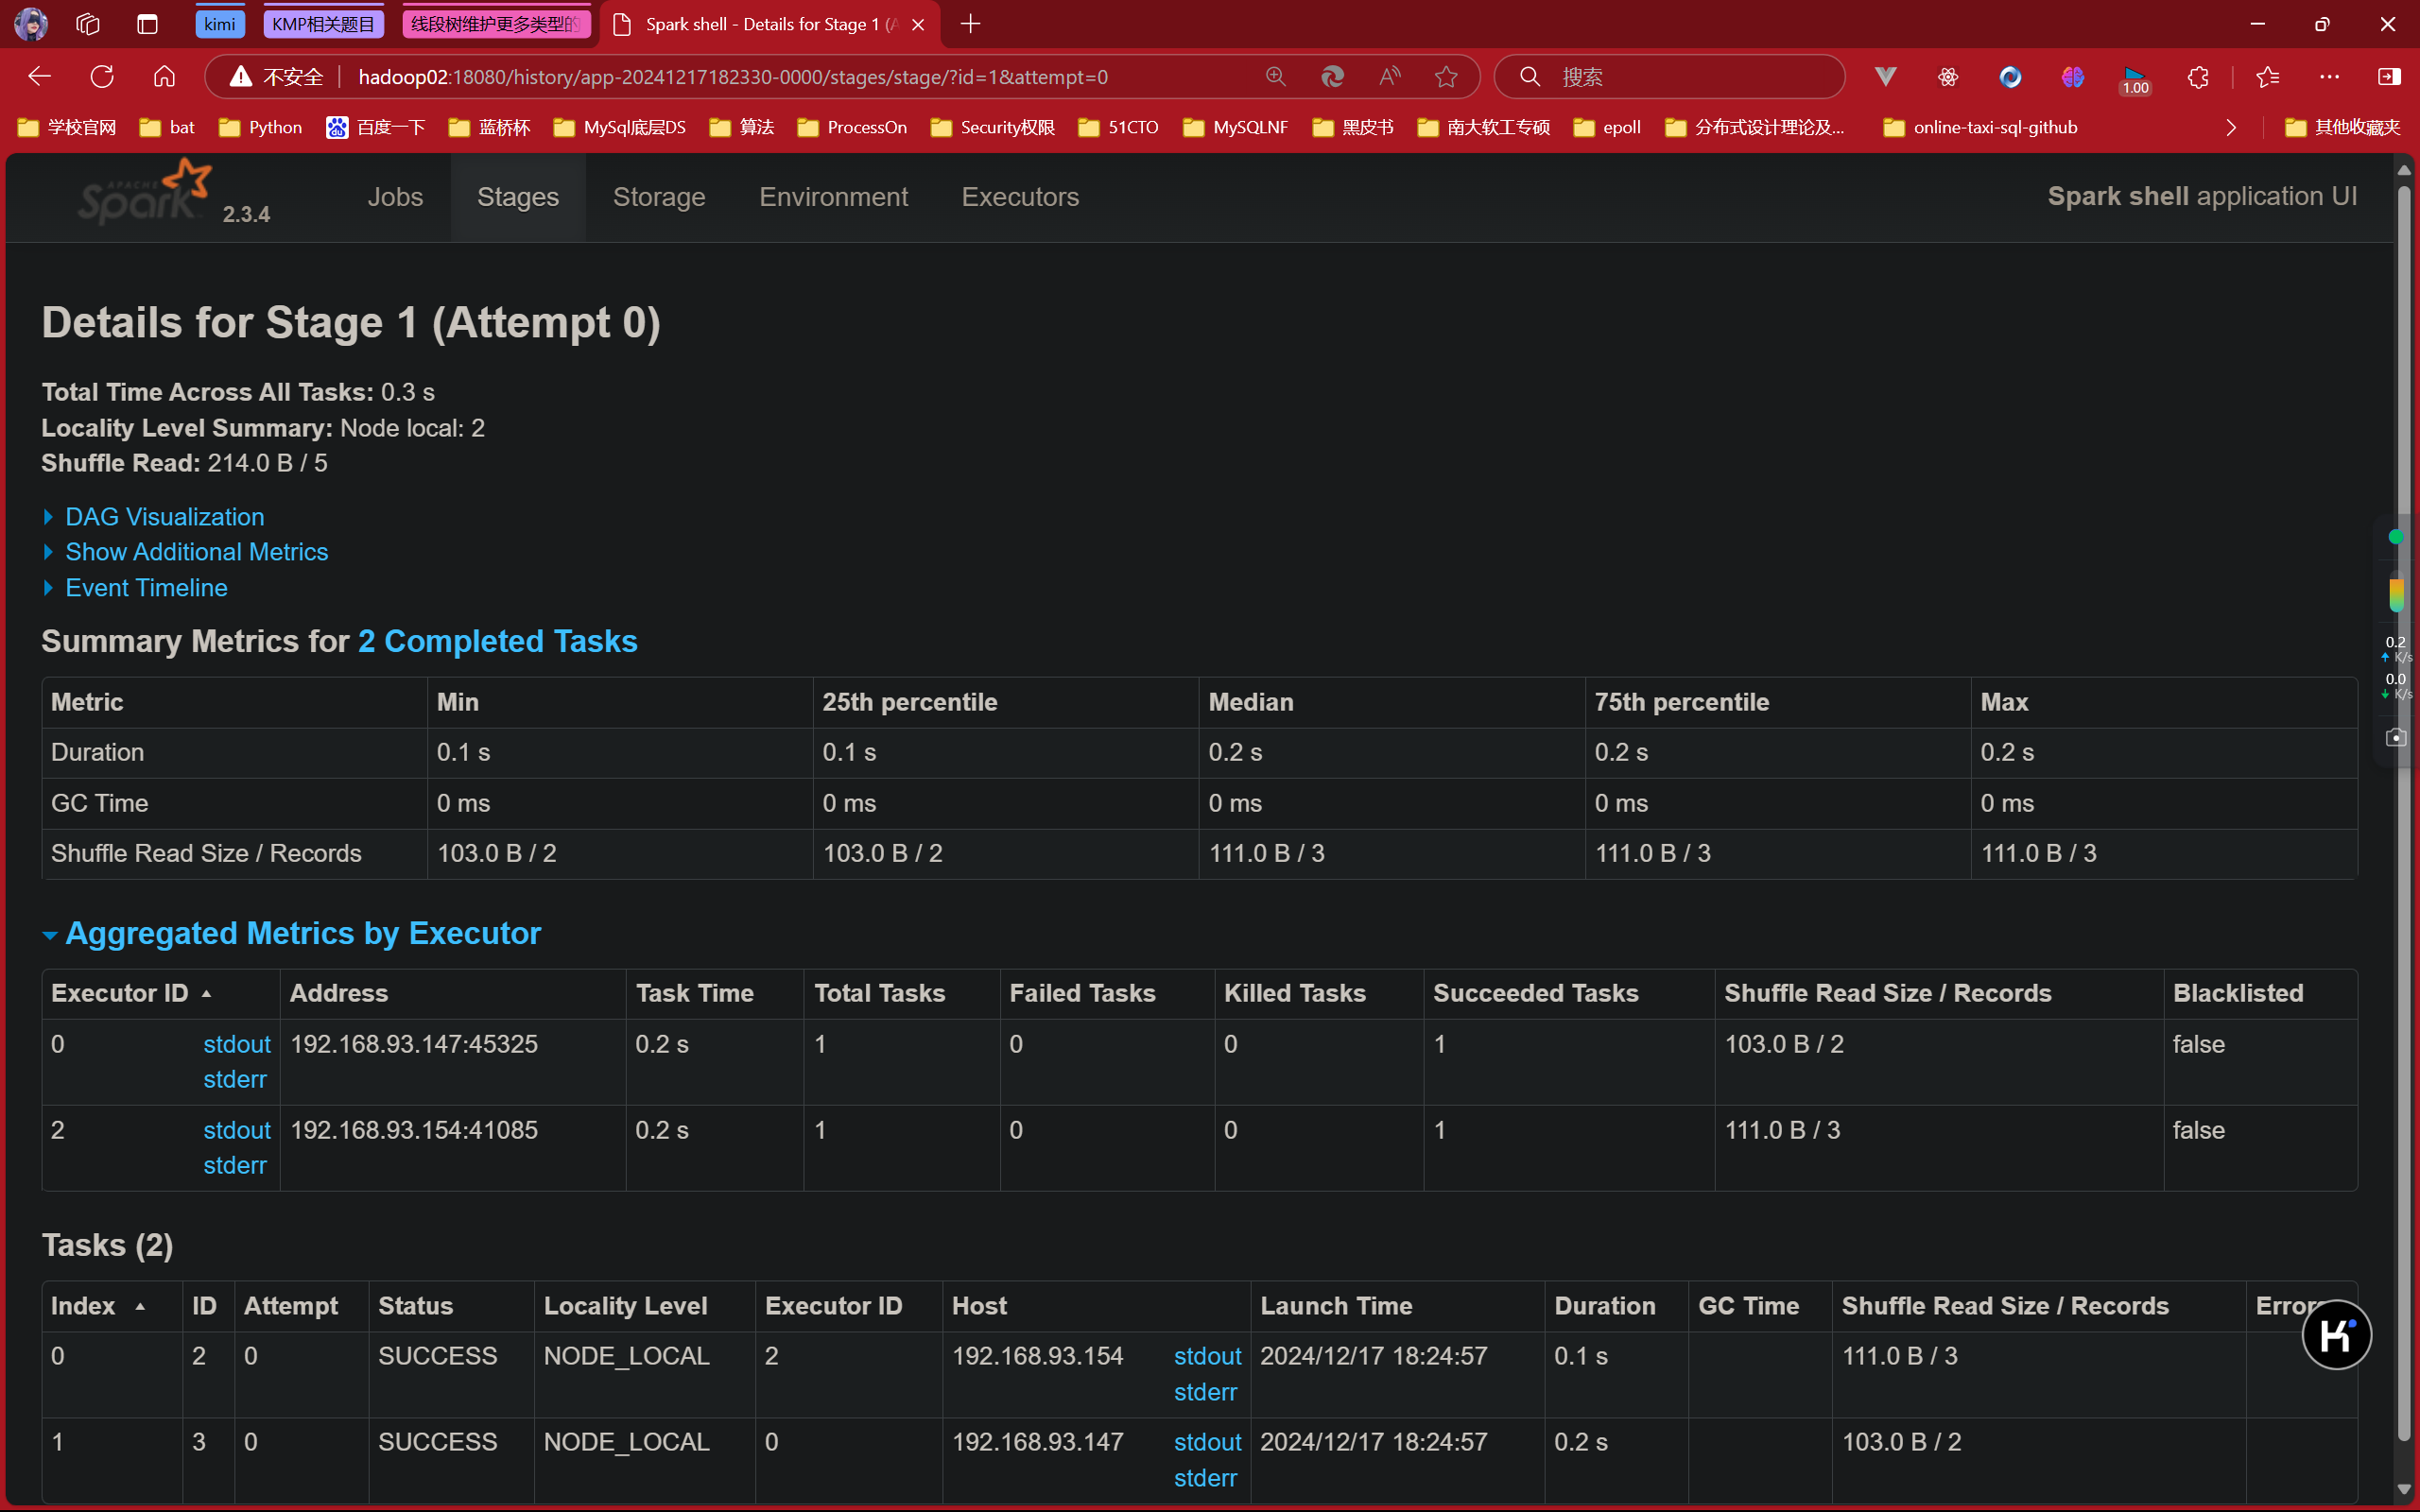 kimi
KMP相关题目
线段树维护更多类型的
Spark shell - Details for Stage 1 (A
不安全
hadoop02:18080/history/app-20241217182330-0000/stages/stage/?id=1&attempt=0
搜索
1.00
学校官网
bat
Python
百度一下
蓝桥杯
MySql底层DS
算法
ProcessOn
Security权限
51CTO
MySQLNF
黑皮书
南大软工专硕
epoll
分布式设计理论及...
online-taxi-sql-github
其他收藏夹
APACHE
Spark 2.3.4
Jobs
Stages
Storage
Environment
Executors
Spark shell application UI
Details for Stage 1 (Attempt 0)
Total Time Across All Tasks: 0.3 s
Locality Level Summary: Node local: 2
Shuffle Read: 214.0 B / 5
DAG Visualization
Show Additional Metrics
Event Timeline
0.2
K/s
0.0
K/s
Summary Metrics for 2 Completed Tasks
Metric Min 25th percentile Median 75th percentile Max
Duration 0.1 s 0.1 s 0.2 s 0.2 s 0.2 s
GC Time 0 ms 0 ms 0 ms 0 ms 0 ms
Shuffle Read Size / Records 103.0 B / 2 103.0 B / 2 111.0 B / 3 111.0 B / 3 111.0 B / 3
Aggregated Metrics by Executor
Executor ID Address Task Time Total Tasks Failed Tasks Killed Tasks Succeeded Tasks Shuffle Read Size / Records Blacklisted
0 stdout 192.168.93.147:45325 0.2 s 1 0 0 1 103.0 B / 2 false
stderr
2 stdout 192.168.93.154:41085 0.2 s 1 0 0 1 111.0 B / 3 false
stderr
Tasks (2)
Index ID Attempt Status Locality Level Executor ID Host Launch Time Duration GC Time Shuffle Read Size / Records Errors
0 2 0 SUCCESS NODE_LOCAL 2 192.168.93.154 stdout 2024/12/17 18:24:57 0.1 s 111.0 B / 3
stderr
1 3 0 SUCCESS NODE_LOCAL 0 192.168.93.147 stdout 2024/12/17 18:24:57 0.2 s 103.0 B / 2
stderr
K